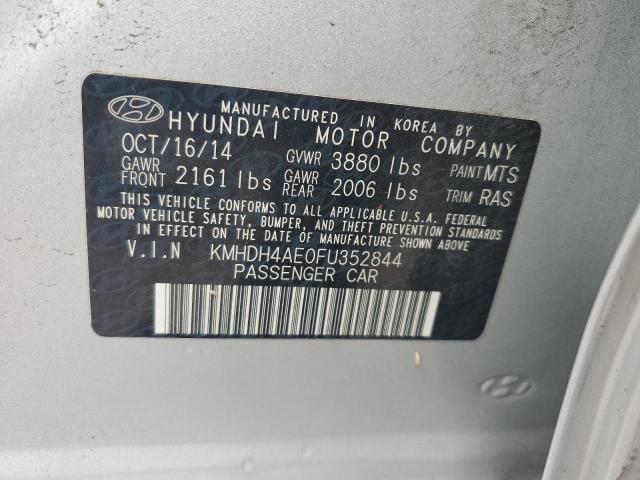 MANUFACTURED IN KOREA BY
HYUNDAI MOTOR COMPANY
OCT/16/14 GVWR 3880 lbs PAINT MTS
GAWR FRONT 2161 lbs GAWR REAR 2006 lbs TRIM RAS
THIS VEHICLE CONFORMS TO ALL APPLICABLE U.S.A. FEDERAL
MOTOR VEHICLE SAFETY, BUMPER, AND THEFT PREVENTION STANDARDS
IN EFFECT ON THE DATE OF MANUFACTURE SHOWN ABOVE.
V.I.N KMHDH4AE0FU352844
PASSENGER CAR